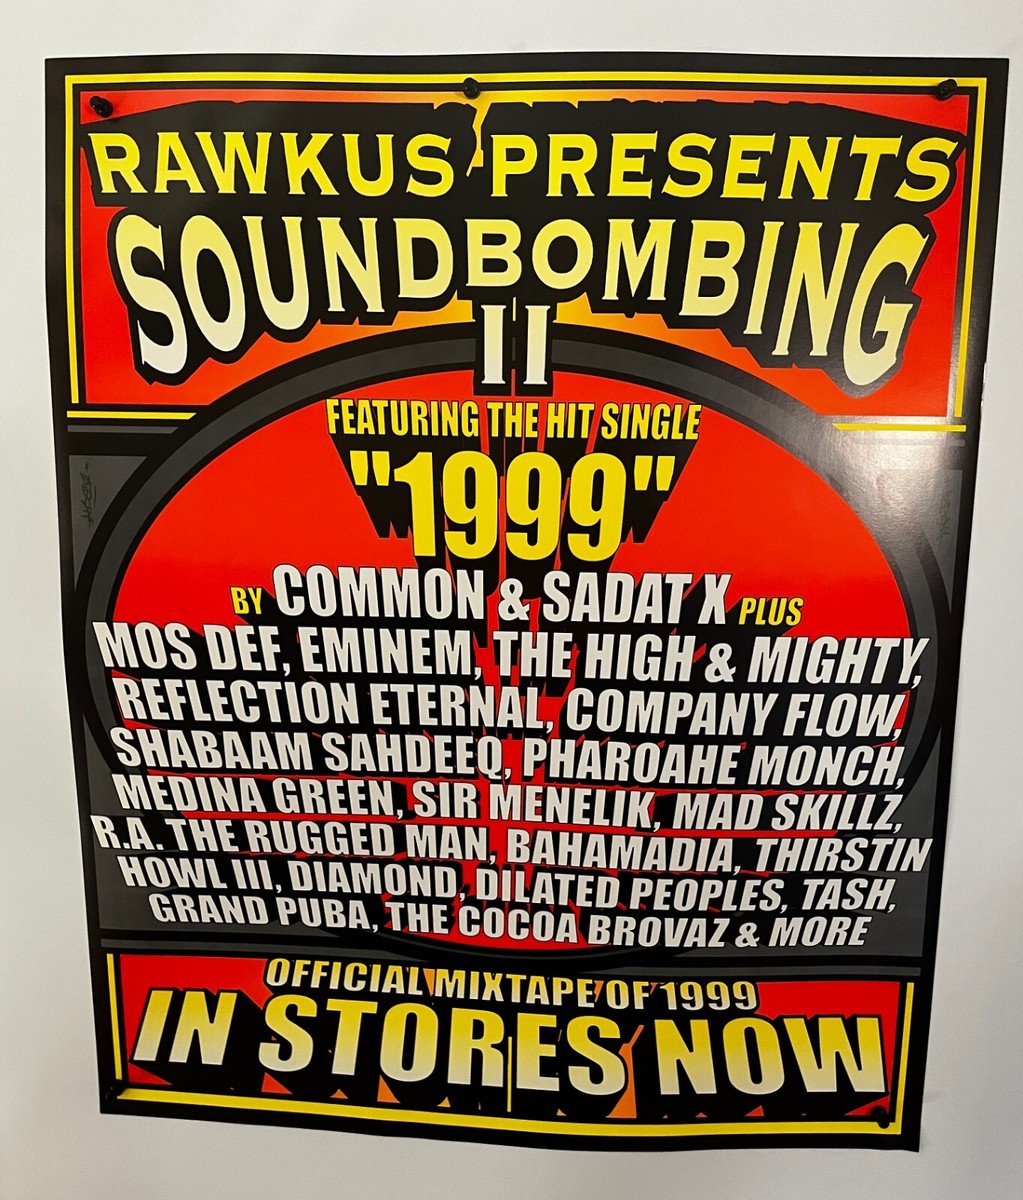 RAWKUS PRESENTS
SOUNDBOMBING
II
FEATURING THE HIT SINGLE
"1999"
BY COMMON & SADAT X PLUS
MOS DEF, EMINEM, THE HIGH & MIGHTY,
REFLECTION ETERNAL, COMPANY FLOW,
SHABAAM SAHDEEQ, PHAROAHE MONCH,
MEDINA GREEN, SIR MENELIK, MAD SKILLZ,
R.A. THE RUGGED MAN, BAHAMADIA, THIRSTIN
HOWL III, DIAMOND, DILATED PEOPLES, TASH,
GRAND PUBA, THE COCOA BROVAZ & MORE
OFFICIAL MIXTAPE OF 1999
IN STORES NOW